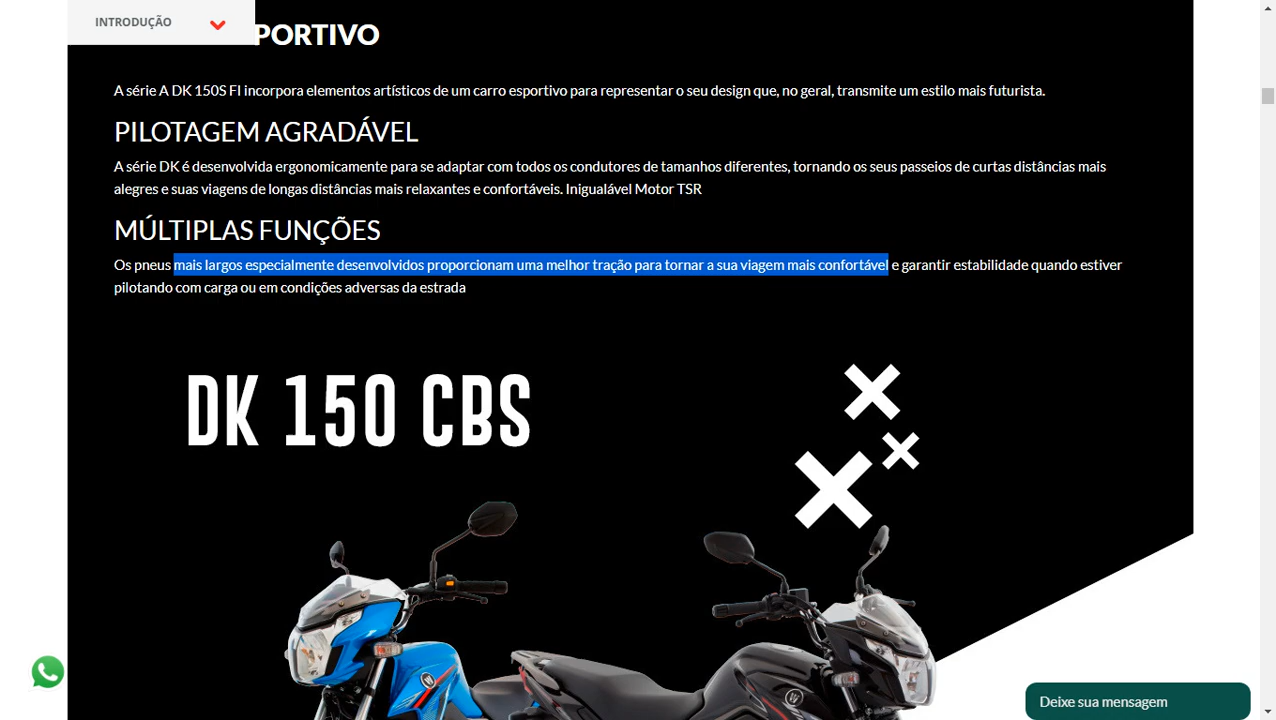 INTRODUÇÃO
PORTIVO
A série A DK 150S FI incorpora elementos artísticos de um carro esportivo para representar o seu design que, no geral, transmite um estilo mais futurista.
PILOTAGEM AGRADÁVEL
A série DK é desenvolvida ergonomicamente para se adaptar com todos os condutores de tamanhos diferentes, tornando os seus passeios de curtas distâncias mais
alegres e suas viagens de longas distâncias mais relaxantes e confortáveis. Inigualável Motor TSR
MÚLTIPLAS FUNÇÕES
Os pneus mais largos especialmente desenvolvidos proporcionam uma melhor tração para tornar a sua viagem mais confortável e garantir estabilidade quando estiver
pilotando com carga ou em condições adversas da estrada
DK 150 CBS
Deixe sua mensagem